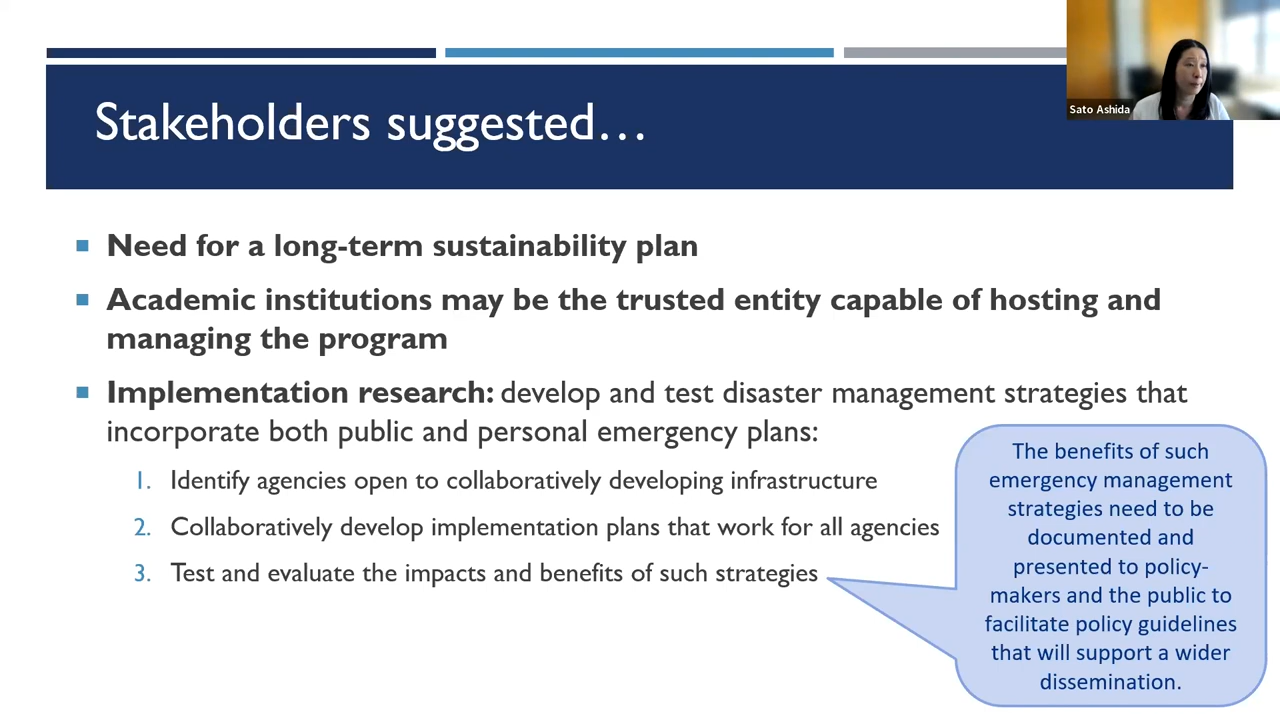 Sato Ashida
Stakeholders suggested…
Need for a long-term sustainability plan
Academic institutions may be the trusted entity capable of hosting and
managing the program
Implementation research: develop and test disaster management strategies that
incorporate both public and personal emergency plans:
1. Identify agencies open to collaboratively developing infrastructure
2. Collaboratively develop implementation plans that work for all agencies
3. Test and evaluate the impacts and benefits of such strategies
The benefits of such
emergency management
strategies need to be
documented and
presented to policy-
makers and the public to
facilitate policy guidelines
that will support a wider
dissemination.